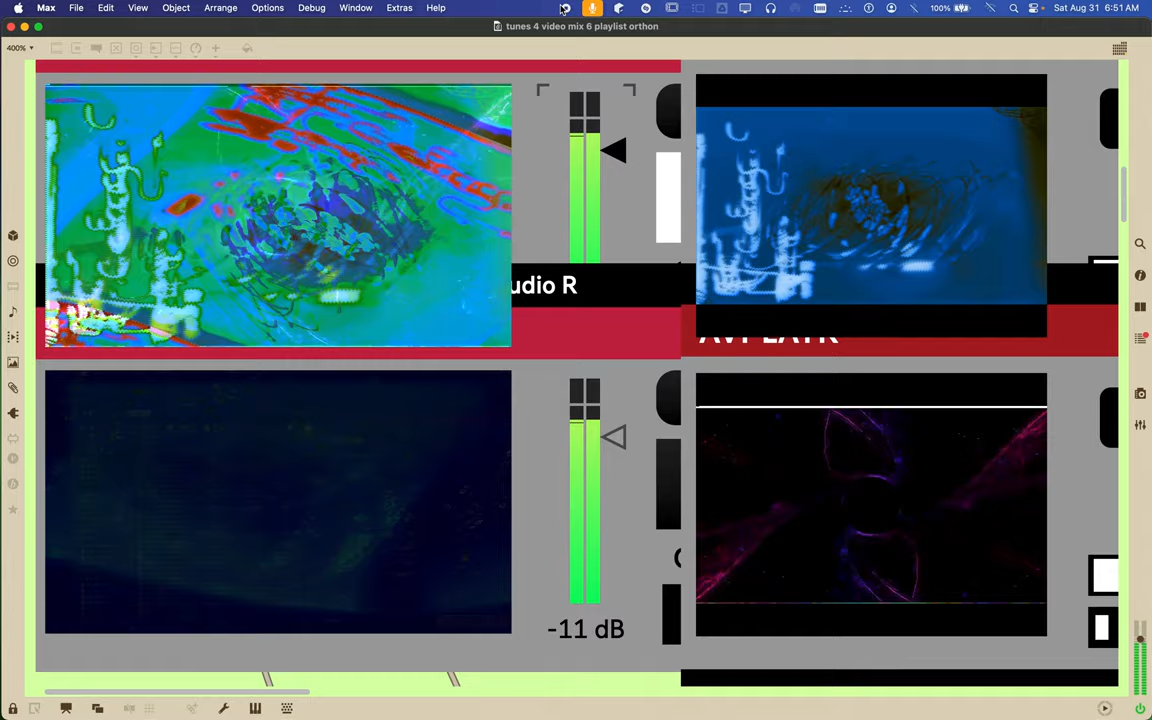 Max File Edit View Object Arrange Options Debug Window Extras Help
100% Sat Aug 31 6:51 AM
tunes 4 video mix 6 playlist orthon
400%
udio R
-11 dB